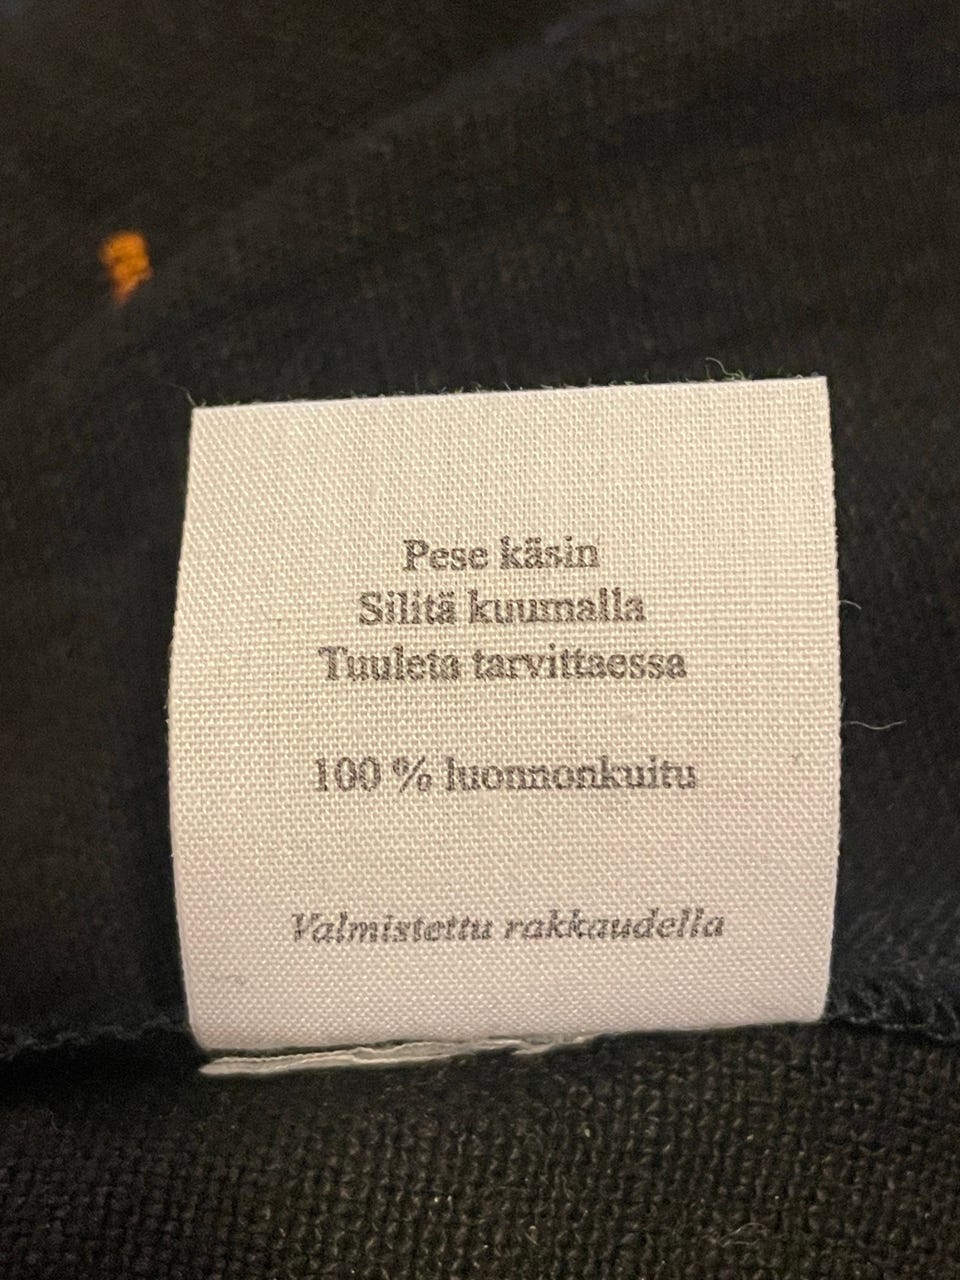 Pese käsin
Silitä kuumalla
Tuuleta tarvittaessa
100 % luonnonkuitu
Valmistettu rakkaudella